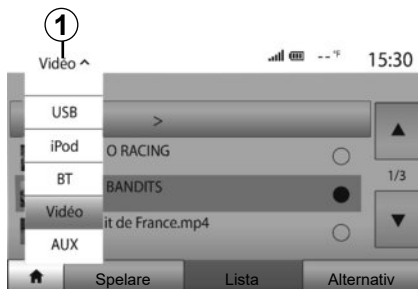 1
Vidéo ^
-- °F
15:30
USB
>
iPod
O RACING
BT
BANDITS
1/3
Vidéo
it de France.mp4
AUX
Spelare
Lista
Alternativ